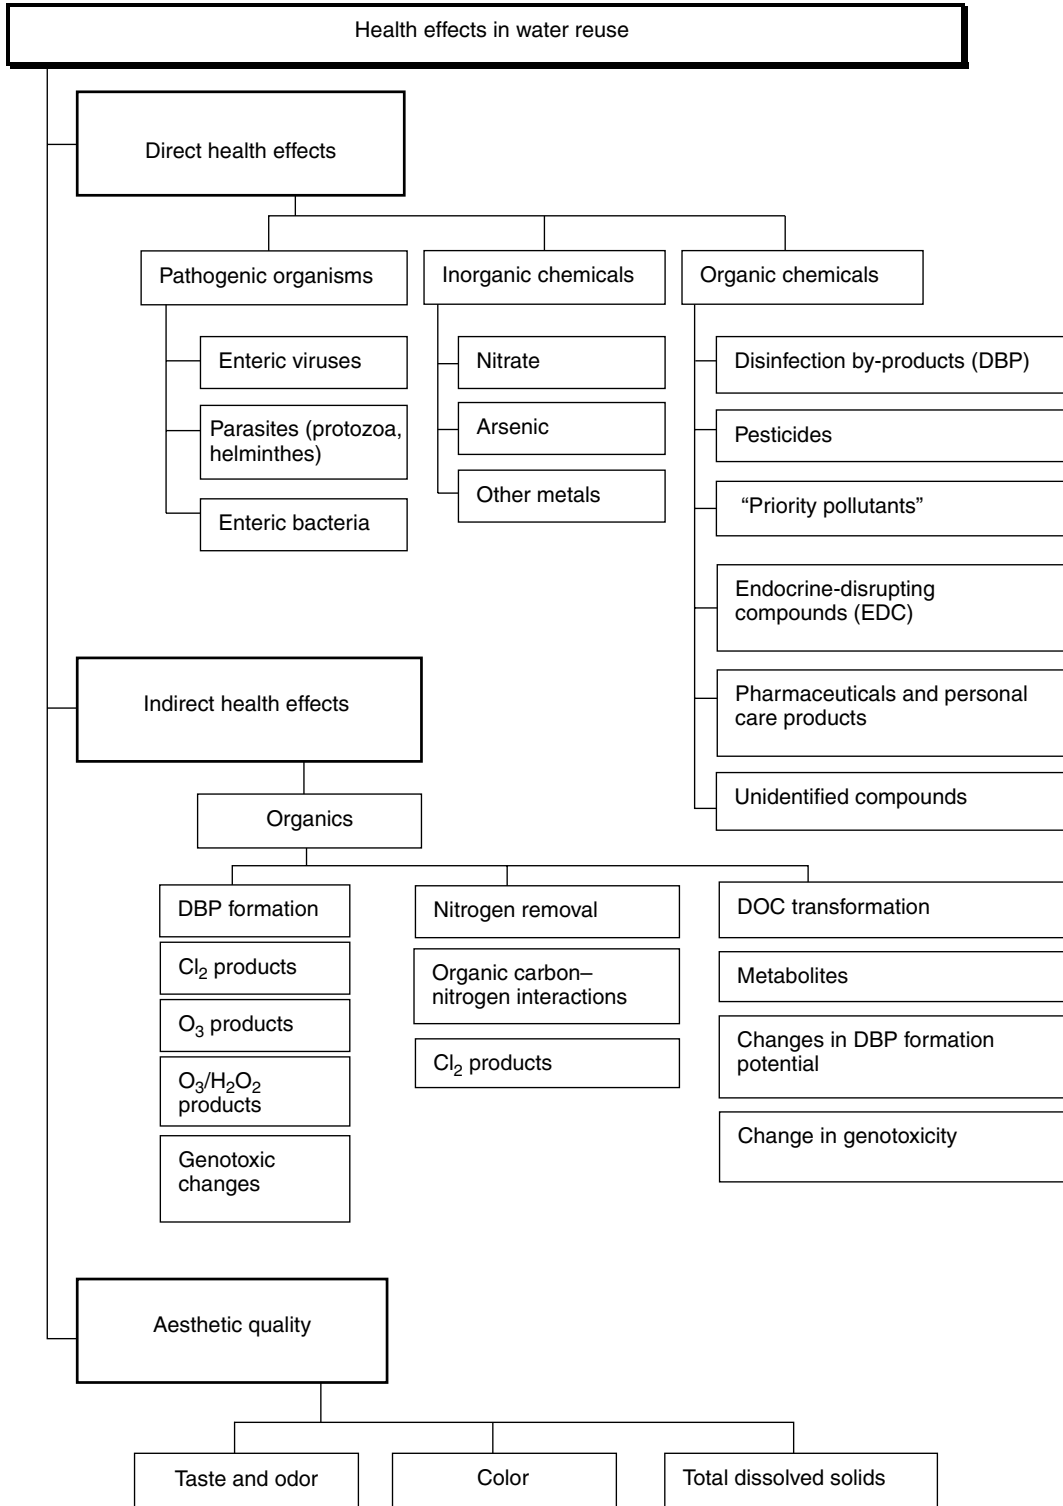 Health effects in water reuse
Direct health effects
Pathogenic organisms
Inorganic chemicals
Organic chemicals
Enteric viruses
Parasites (protozoa,
helminthes)
Enteric bacteria
Nitrate
Arsenic
Other metals
Disinfection by-products (DBP)
Pesticides
“Priority pollutants”
Endocrine-disrupting
compounds (EDC)
Pharmaceuticals and personal
care products
Unidentified compounds
Indirect health effects
Organics
DBP formation
Cl₂ products
O₃ products
O₃/H₂O₂
products
Genotoxic
changes
Nitrogen removal
Organic carbon–
nitrogen interactions
Cl₂ products
DOC transformation
Metabolites
Changes in DBP formation
potential
Change in genotoxicity
Aesthetic quality
Taste and odor
Color
Total dissolved solids